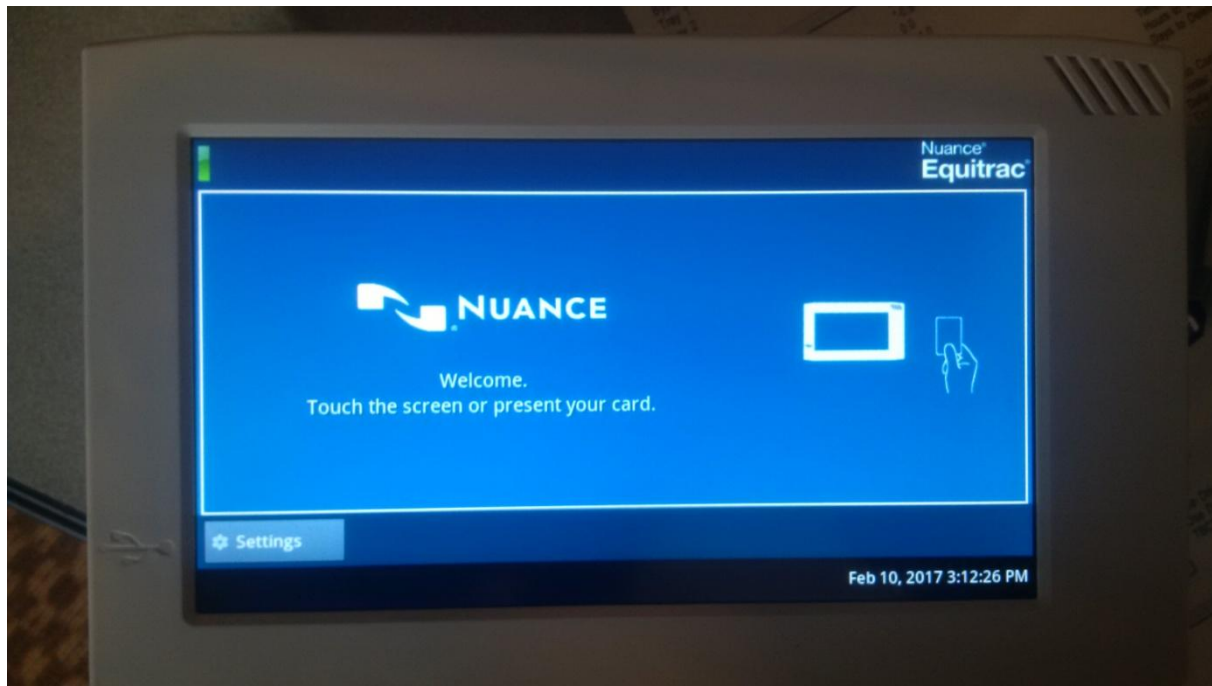 Nuance®
Equitrac®
NUANCE®
Welcome.
Touch the screen or present your card.
Settings
Feb 10, 2017 3:12:26 PM